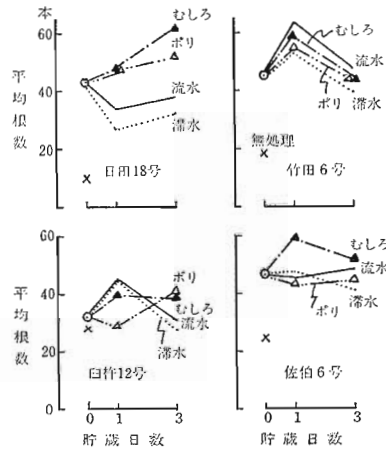 本
60
40
20
0
平均根数
むしろ
ポリ
流水
滞水
日田18号
むしろ
流水
ポリ
滞水
無処理
竹田6号
60
40
20
0
平均根数
ポリ
むしろ
流水
滞水
臼杵12号
0 1 3
貯蔵日数
むしろ
流水
ポリ
滞水
佐伯6号
0 1 3
貯蔵日数